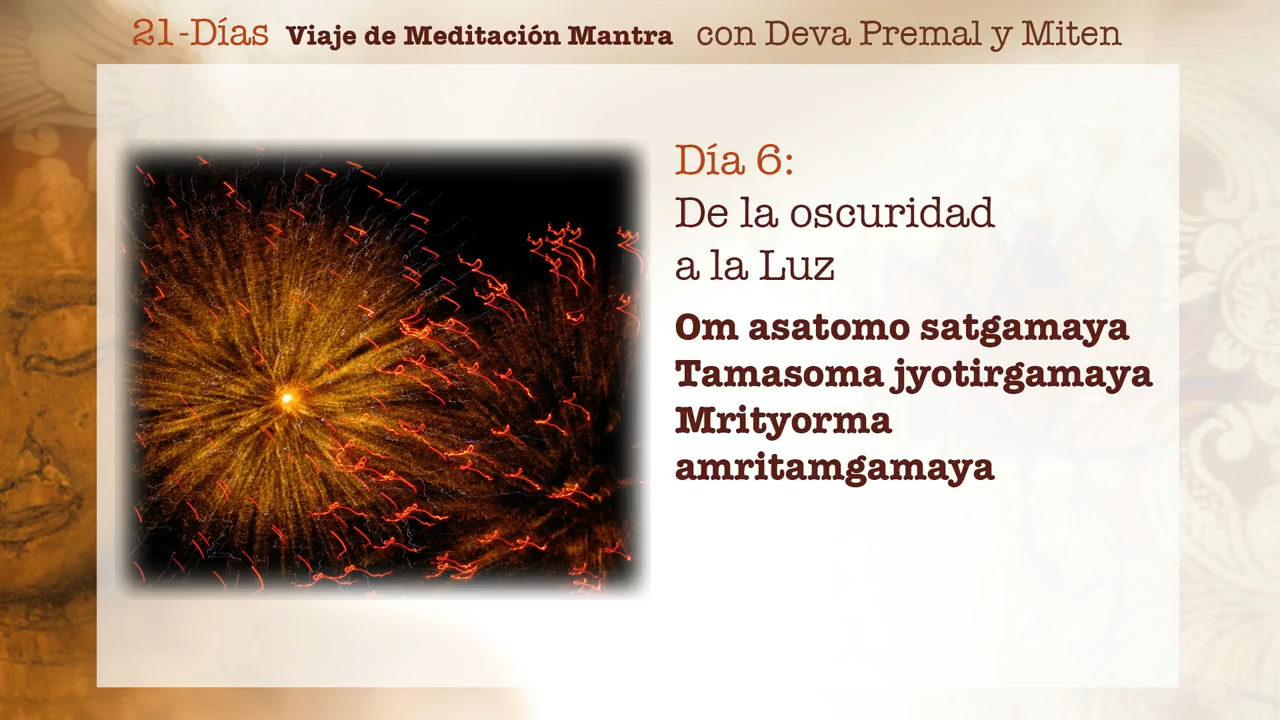 21-Días Viaje de Meditación Mantra con Deva Premal y Miten
Día 6:
De la oscuridad
a la Luz
Om asatomo satgamaya
Tamasoma jyotirgamaya
Mrityorma
amritamgamaya